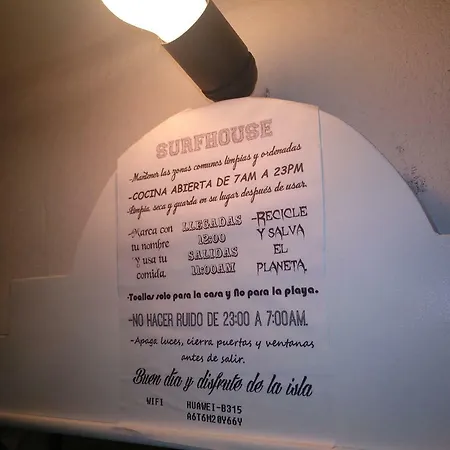 SURFHOUSE
-Mantener las zonas comunes limpias y ordenadas
-COCINA ABIERTA DE 7AM A 23PM
-Limpia, seca y guarda en su lugar después de usar.
-Marca con
tu nombre
y usa tu
comida.
LLEGADAS
12:00
SALIDAS
11:00AM
-RECICLE
Y SALVA
EL
PLANETA.
-Toallas solo para la casa y No para la playa.
-NO HACER RUIDO DE 23:00 A 7:00AM.
-Apaga luces, cierra puertas y ventanas
antes de salir.
Buen dia y disfrute de la isla
WIFI HUAWEI-B315
A6T6M20Y66Y